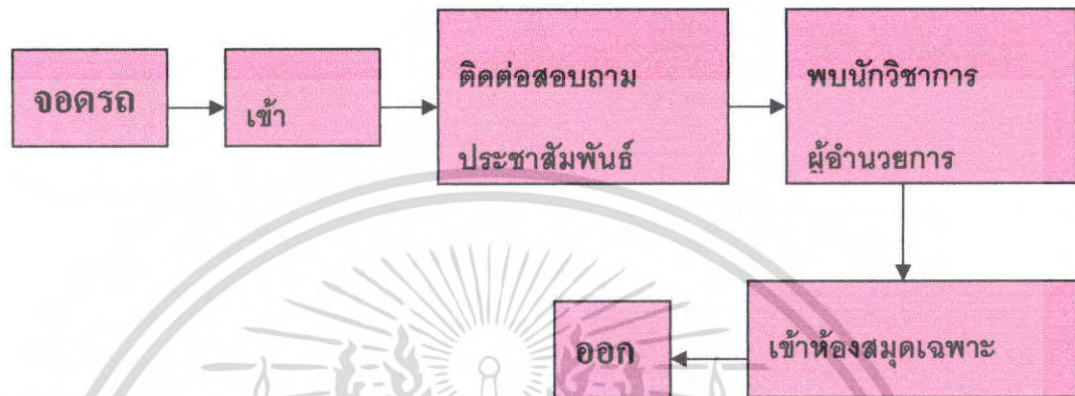 จอดรถ
เข้า
ติดต่อสอบถาม
ประชาสัมพันธ์
พบนักวิชาการ
ผู้อำนวยการ
เข้าห้องสมุดเฉพาะ
ออก